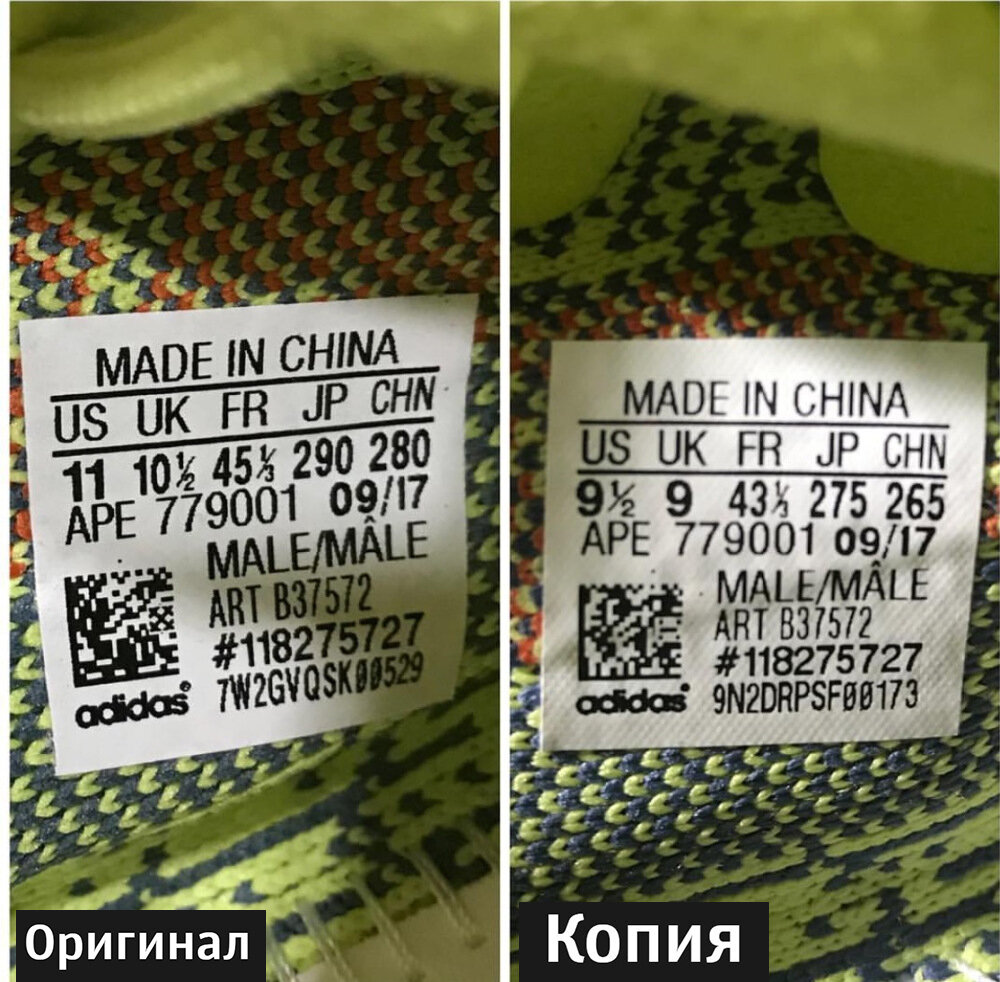 MADE IN CHINA
US UK FR JP CHN
11 10½ 45⅓ 290 280
APE 779001 09/17
MALE/MÂLE
ART B37572
#118275727
7W2GVQSK00529
adidas
Оригинал
MADE IN CHINA
US UK FR JP CHN
9½ 9 43⅓ 275 265
APE 779001 09/17
MALE/MÂLE
ART B37572
#118275727
9N2DRPSF00173
adidas
Копия